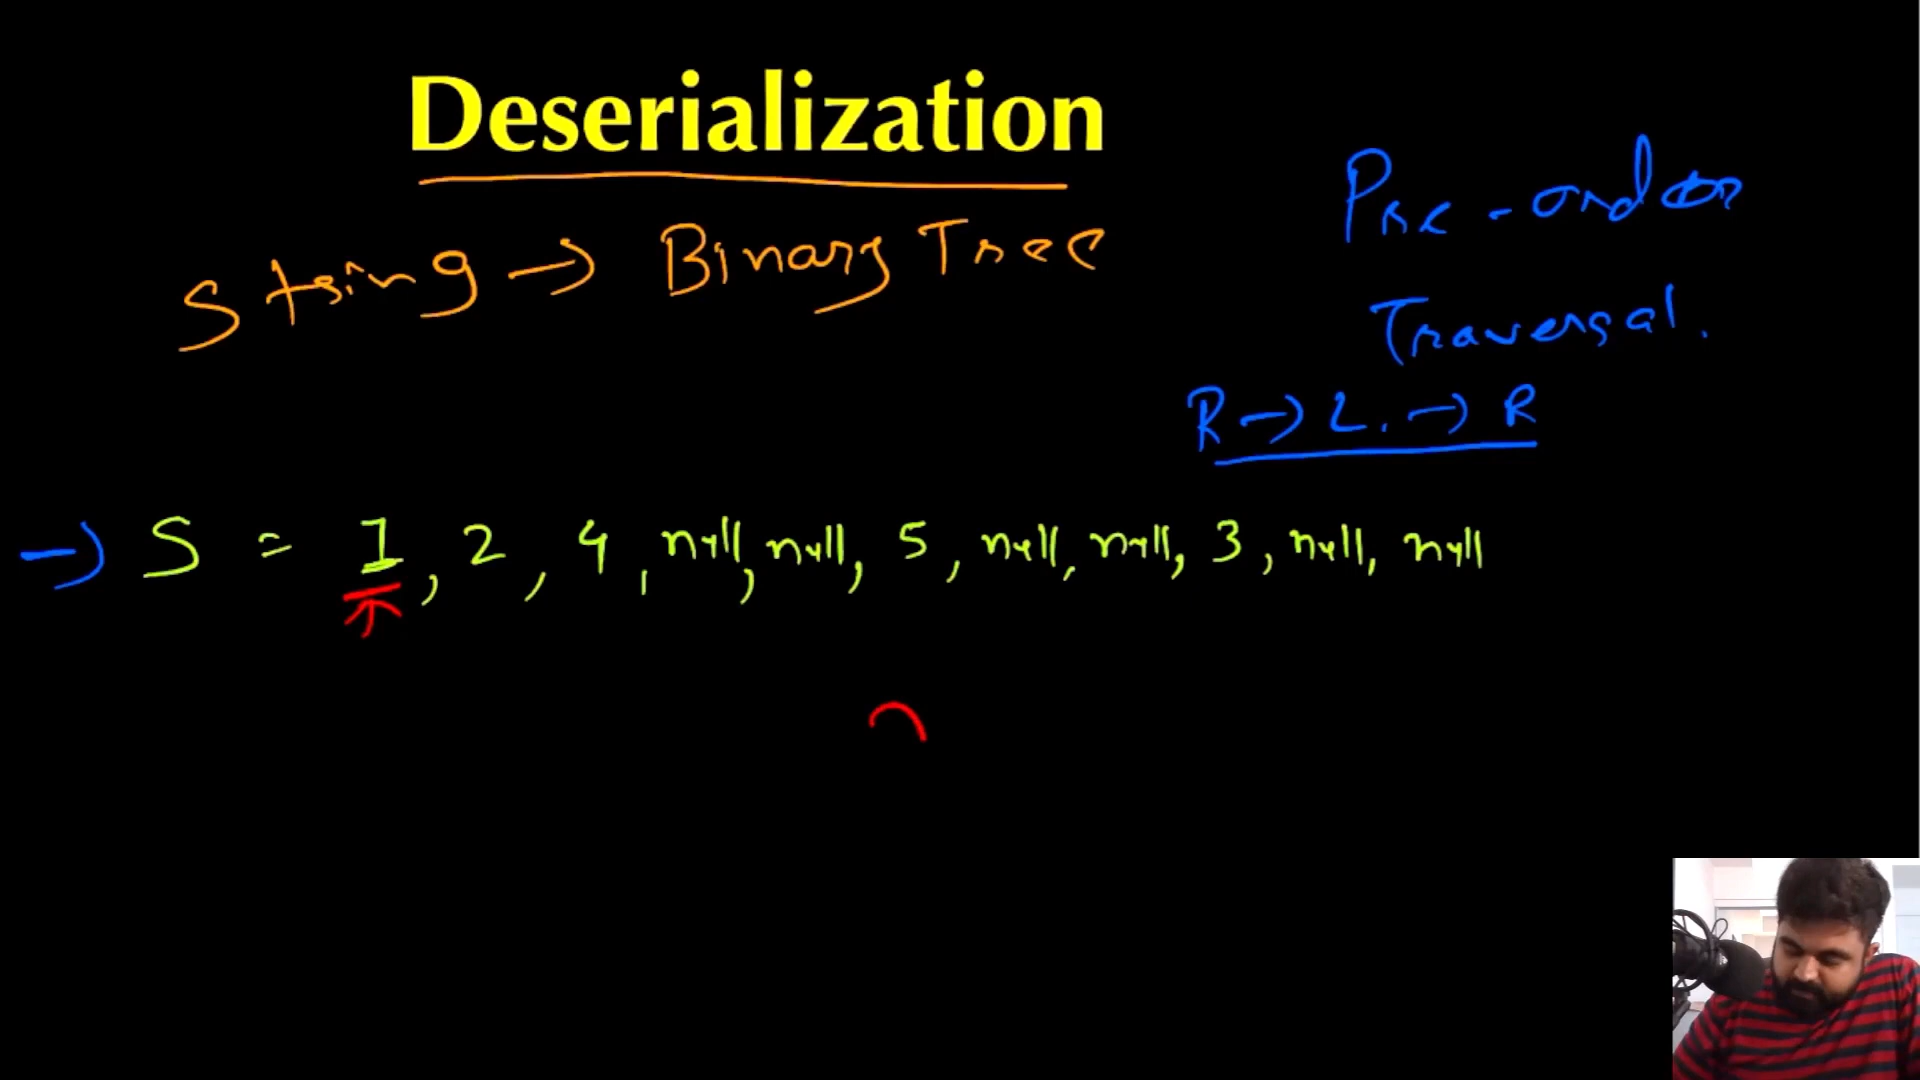 Deserialization
String → Binary Tree
Pre-order
Traversal.
R → L. → R
→ S = 1, 2, 4, null, null, 5, null, null, 3, null, null